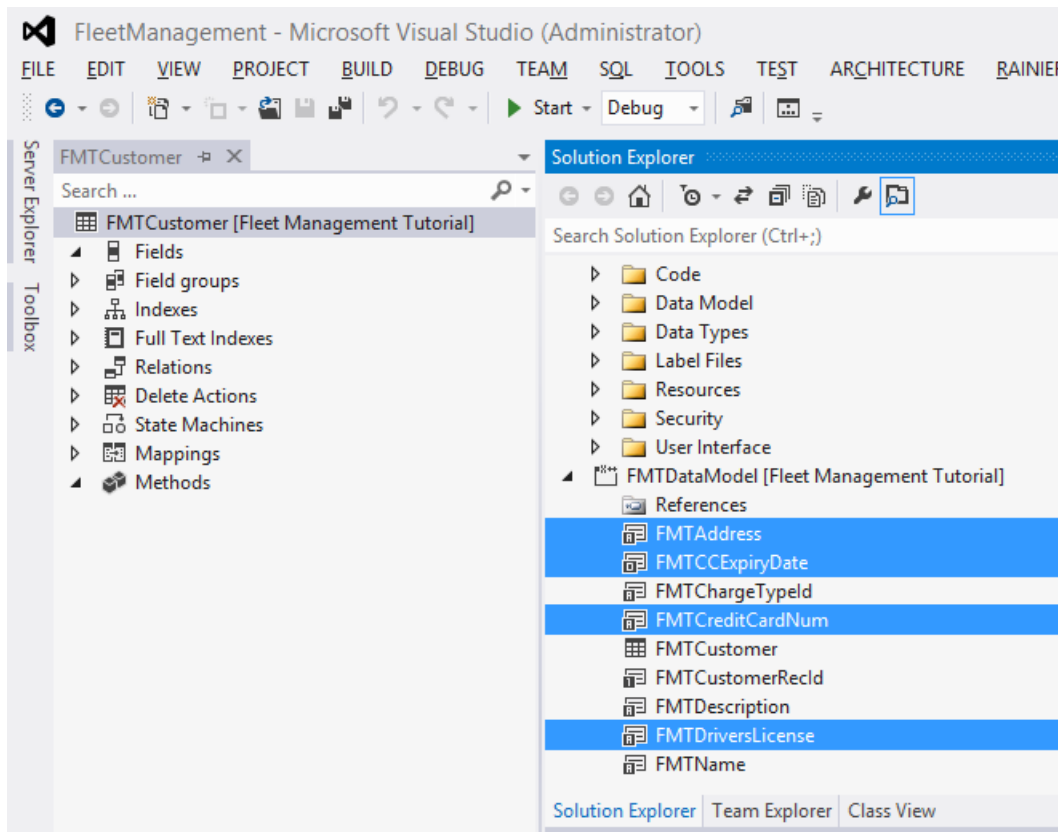 FleetManagement - Microsoft Visual Studio (Administrator)
FILE EDIT VIEW PROJECT BUILD DEBUG TEAM SQL TOOLS TEST ARCHITECTURE RAINIER
Start Debug
Server Explorer
Toolbox
FMTCustomer
Search ...
FMTCustomer [Fleet Management Tutorial]
Fields
Field groups
Indexes
Full Text Indexes
Relations
Delete Actions
State Machines
Mappings
Methods
Solution Explorer
Search Solution Explorer (Ctrl+;)
Code
Data Model
Data Types
Label Files
Resources
Security
User Interface
FMTDataModel [Fleet Management Tutorial]
References
FMTAddress
FMTCCExpiryDate
FMTChargeTypeId
FMTCreditCardNum
FMTCustomer
FMTCustomerRecId
FMTDescription
FMTDriversLicense
FMTName
Solution Explorer Team Explorer Class View